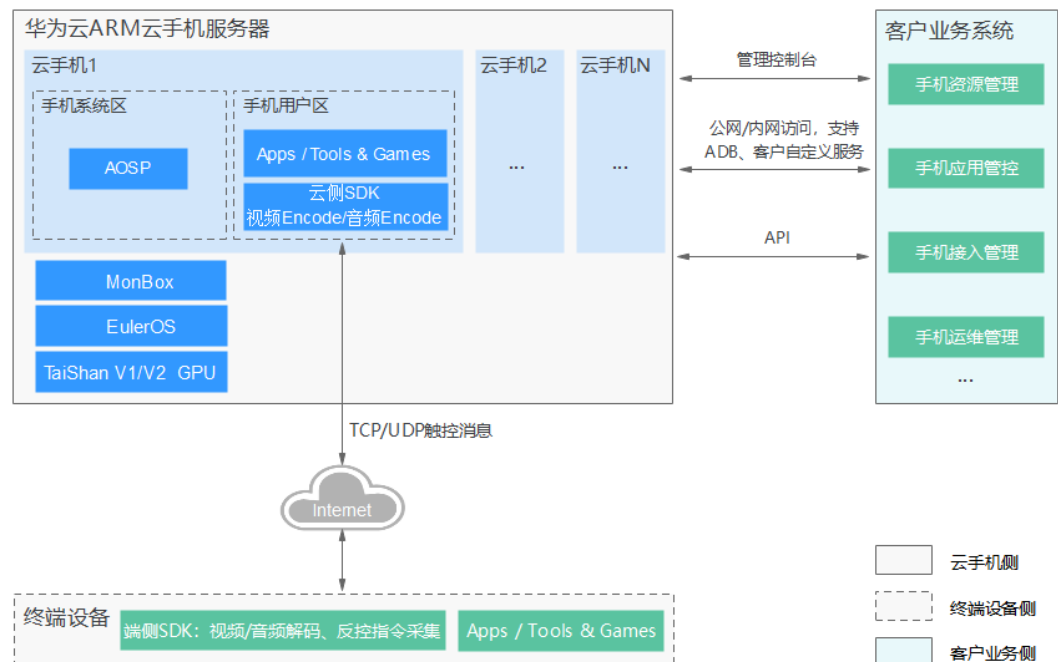 华为云ARM云手机服务器
云手机1
手机系统区
AOSP
手机用户区
Apps / Tools & Games
云侧SDK
视频Encode/音频Encode
云手机2
...
云手机N
...
MonBox
EulerOS
TaiShan V1/V2 GPU
管理控制台
公网/内网访问，支持
ADB、客户自定义服务
API
客户业务系统
手机资源管理
手机应用管控
手机接入管理
手机运维管理
...
TCP/UDP触控消息
Internet
终端设备
端侧SDK：视频/音频解码、反控指令采集
Apps / Tools & Games
云手机侧
终端设备侧
客户业务侧